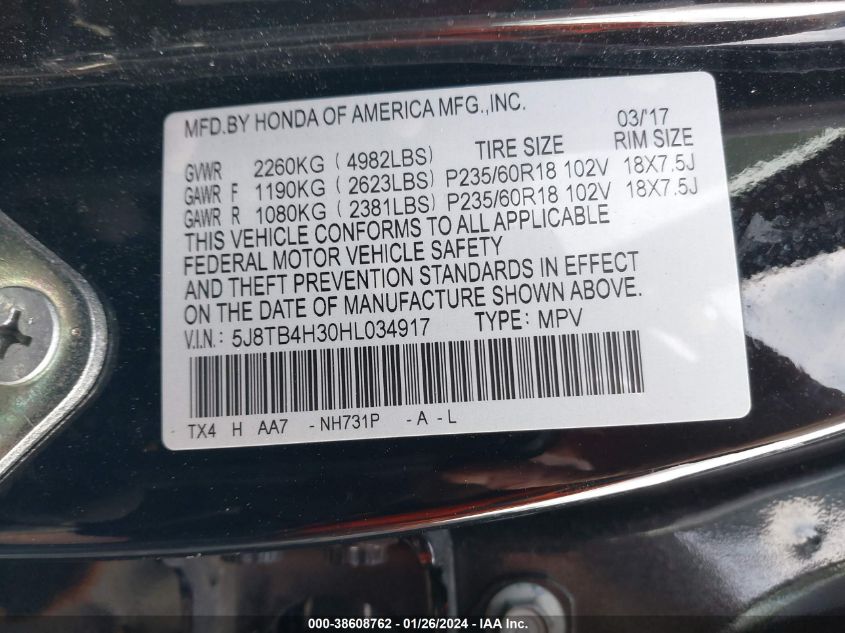 MFD.BY HONDA OF AMERICA MFG.,INC. 03/'17
GVWR 2260KG ( 4982LBS) TIRE SIZE RIM SIZE
GAWR F 1190KG ( 2623LBS) P235/60R18 102V 18X7.5J
GAWR R 1080KG ( 2381LBS) P235/60R18 102V 18X7.5J
THIS VEHICLE CONFORMS TO ALL APPLICABLE
FEDERAL MOTOR VEHICLE SAFETY
AND THEFT PREVENTION STANDARDS IN EFFECT
ON THE DATE OF MANUFACTURE SHOWN ABOVE.
V.I.N.: 5J8TB4H30HL034917 TYPE: MPV
TX4 H AA7 -NH731P -A -L
000-38608762 - 01/26/2024 - IAA Inc.